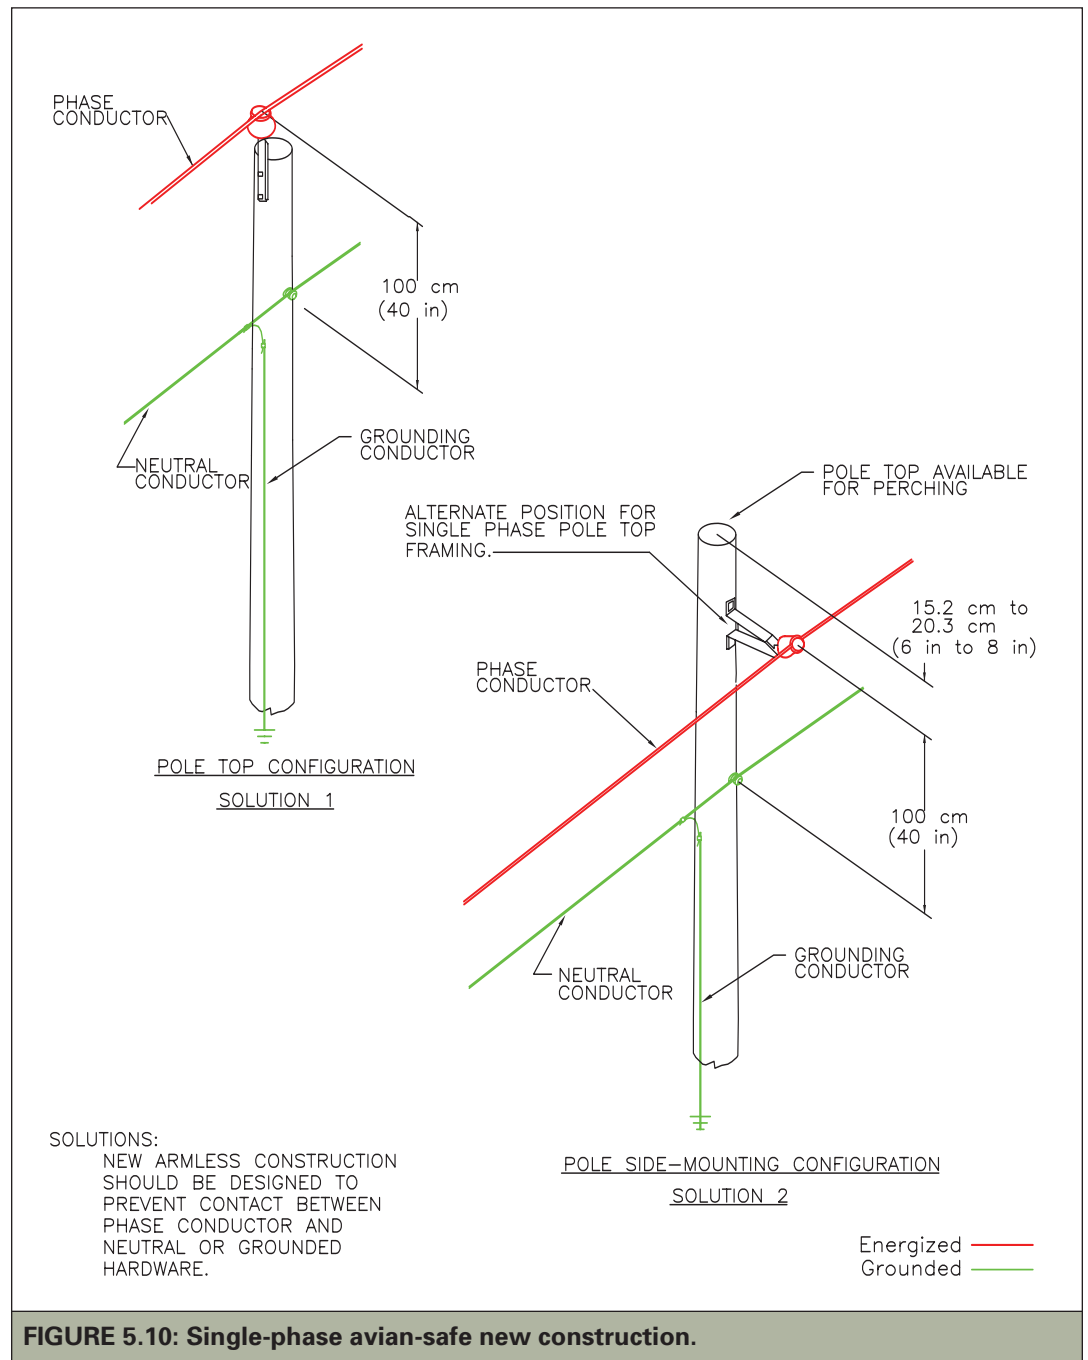 PHASE
CONDUCTOR
100 cm
(40 in)
GROUNDING
CONDUCTOR
NEUTRAL
CONDUCTOR
POLE TOP CONFIGURATION
SOLUTION 1
POLE TOP AVAILABLE
FOR PERCHING
ALTERNATE POSITION FOR
SINGLE PHASE POLE TOP
FRAMING.
15.2 cm to
20.3 cm
(6 in to 8 in)
PHASE
CONDUCTOR
100 cm
(40 in)
GROUNDING
CONDUCTOR
NEUTRAL
CONDUCTOR
POLE SIDE-MOUNTING CONFIGURATION
SOLUTION 2
SOLUTIONS:
NEW ARMLESS CONSTRUCTION
SHOULD BE DESIGNED TO
PREVENT CONTACT BETWEEN
PHASE CONDUCTOR AND
NEUTRAL OR GROUNDED
HARDWARE.
Energized
Grounded
FIGURE 5.10: Single-phase avian-safe new construction.